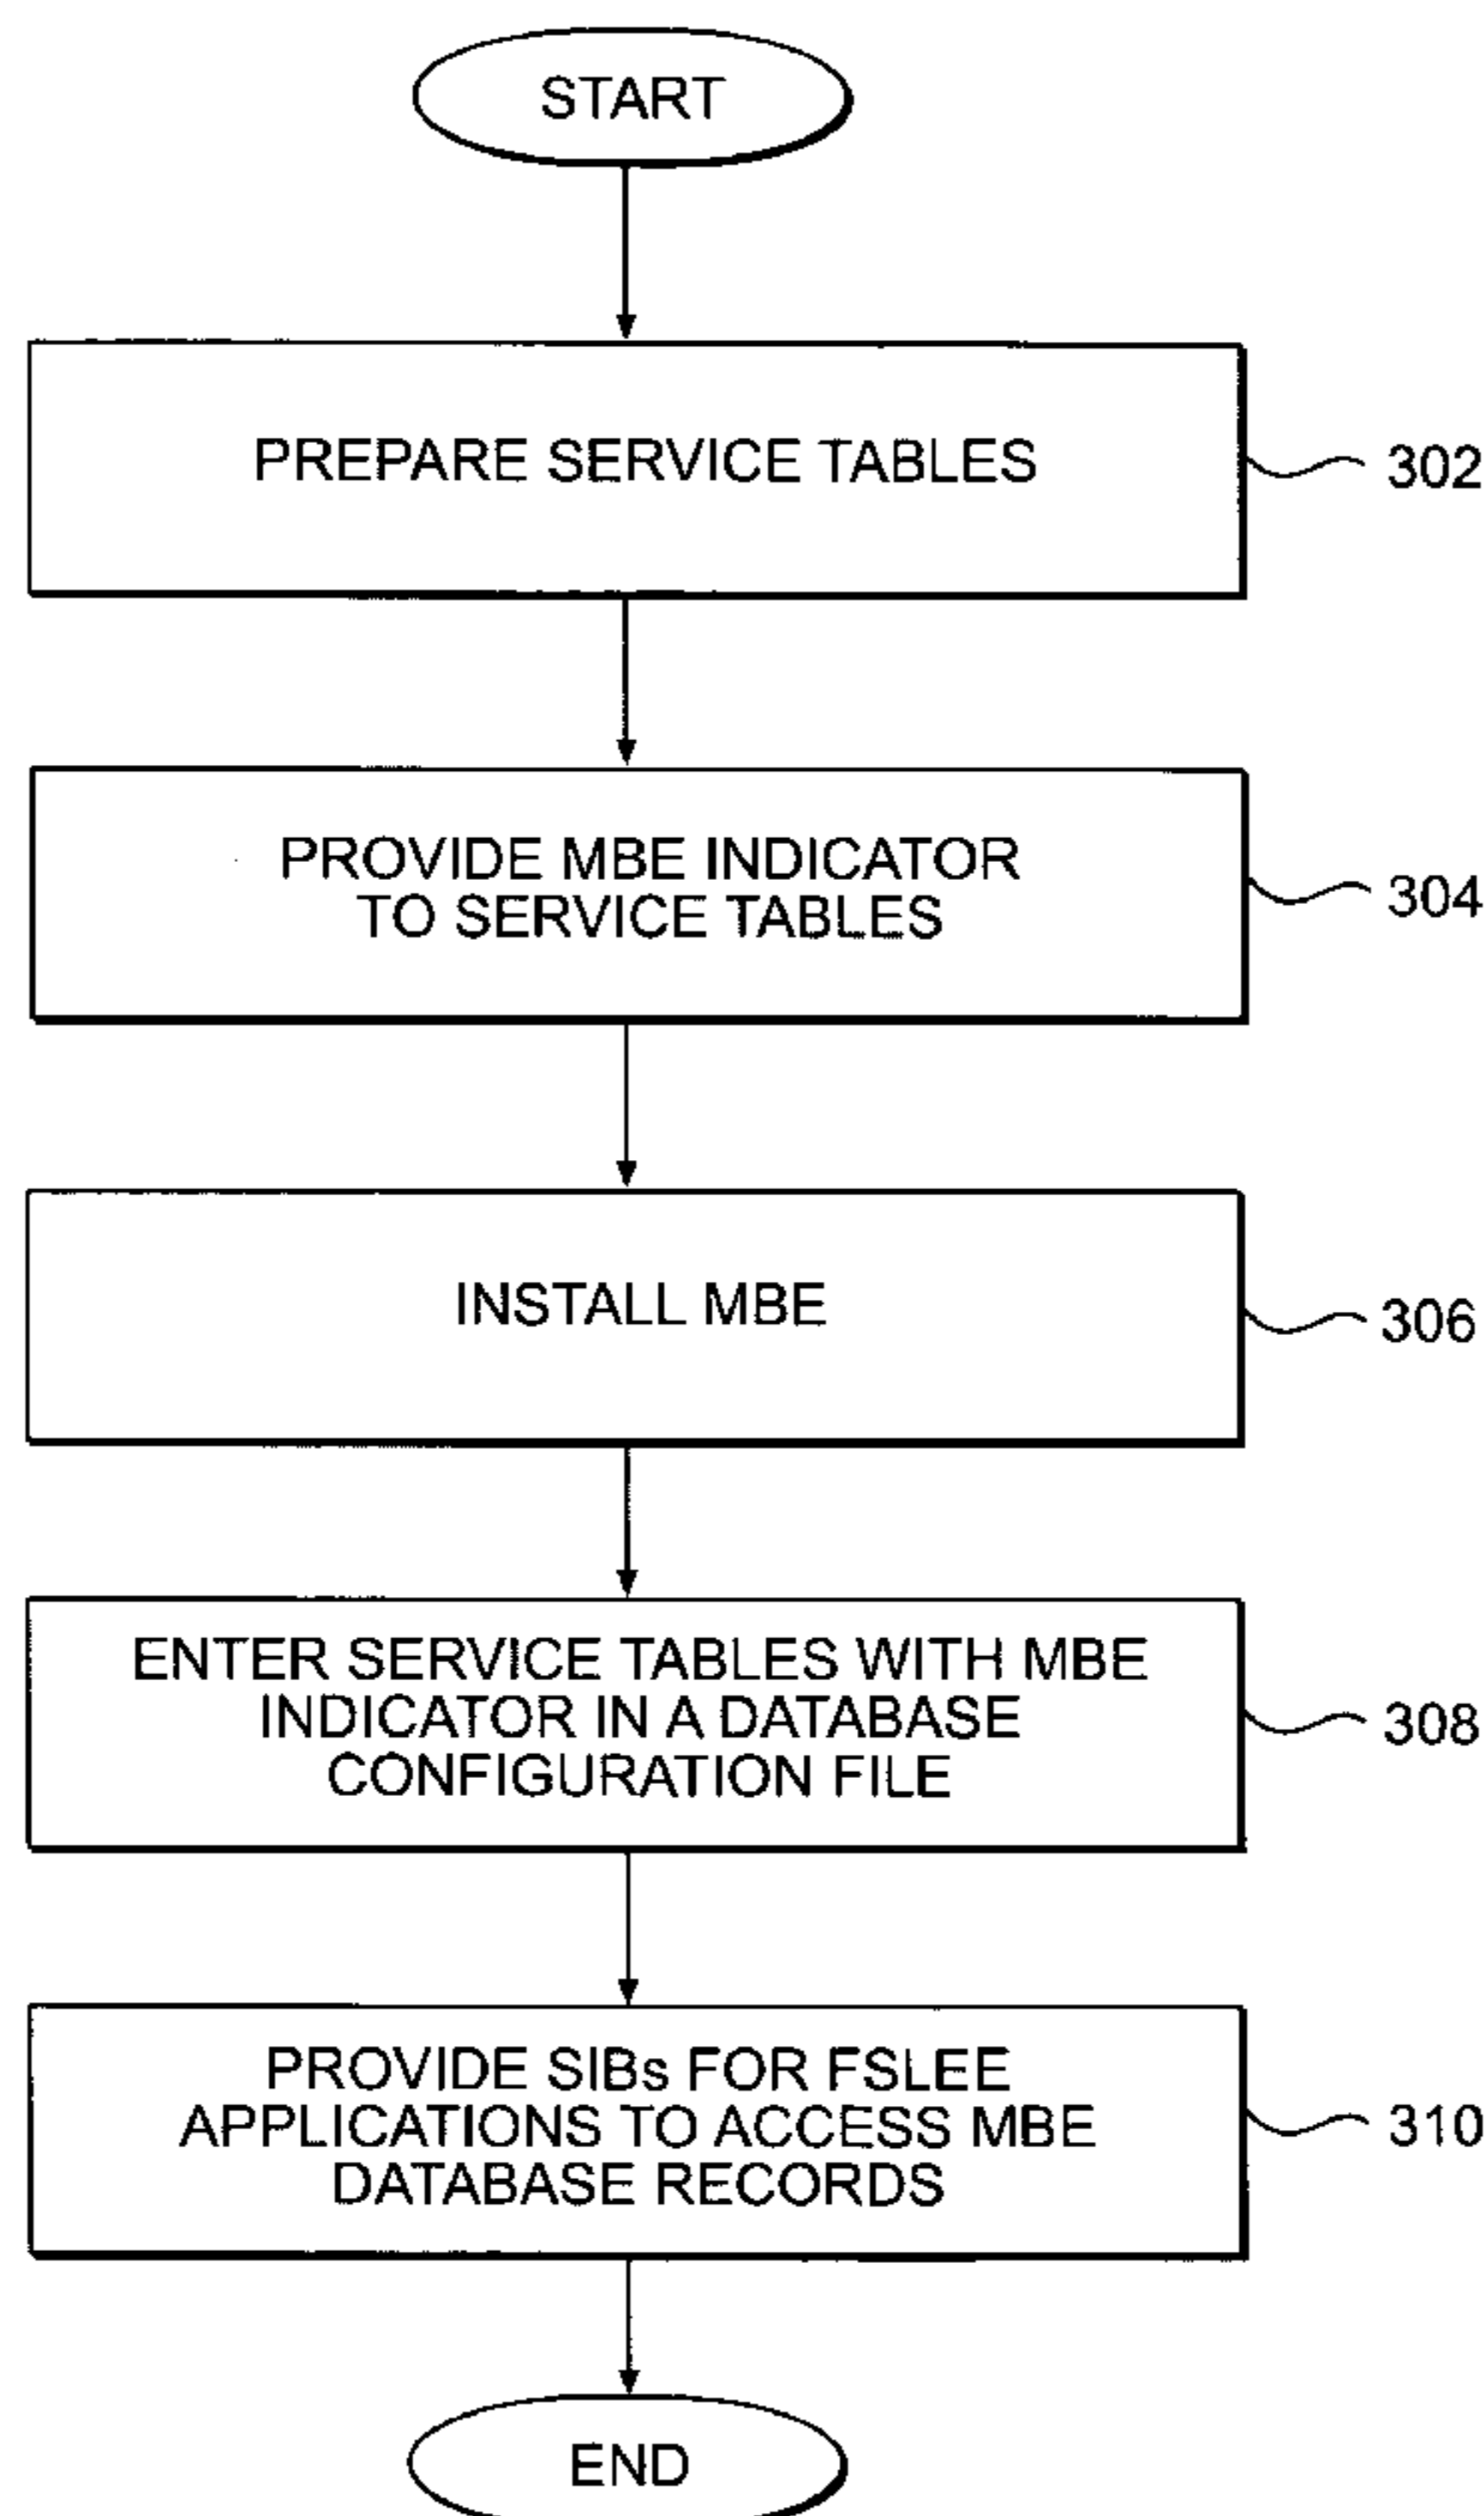 START
PREPARE SERVICE TABLES
302
PROVIDE MBE INDICATOR
TO SERVICE TABLES
304
INSTALL MBE
306
ENTER SERVICE TABLES WITH MBE
INDICATOR IN A DATABASE
CONFIGURATION FILE
308
PROVIDE SIBs FOR FSLEE
APPLICATIONS TO ACCESS MBE
DATABASE RECORDS
310
END